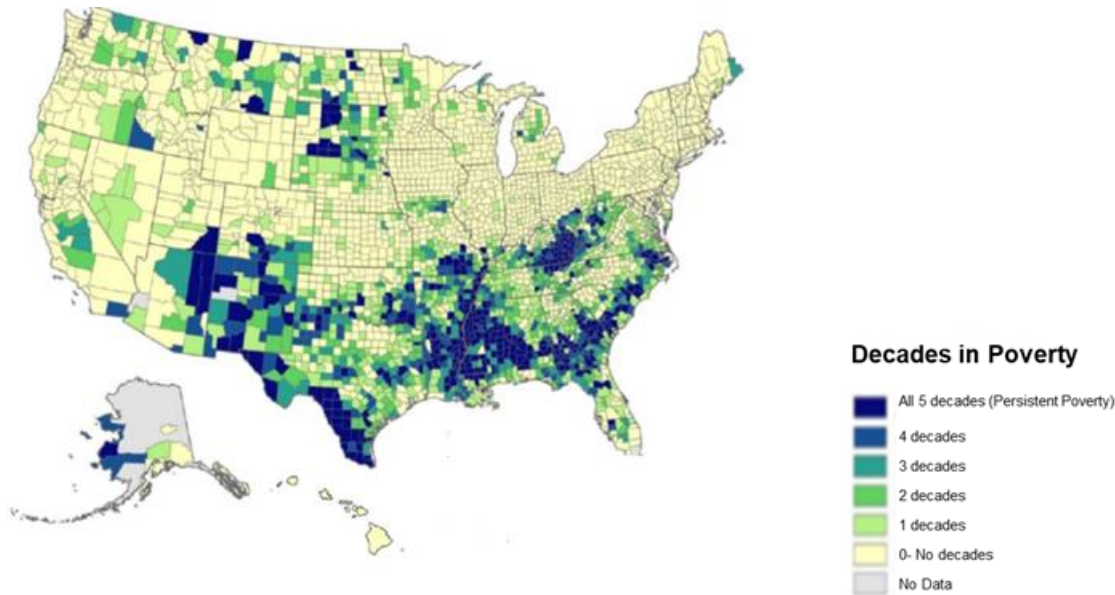 Decades in Poverty
All 5 decades (Persistent Poverty)
4 decades
3 decades
2 decades
1 decades
0- No decades
No Data